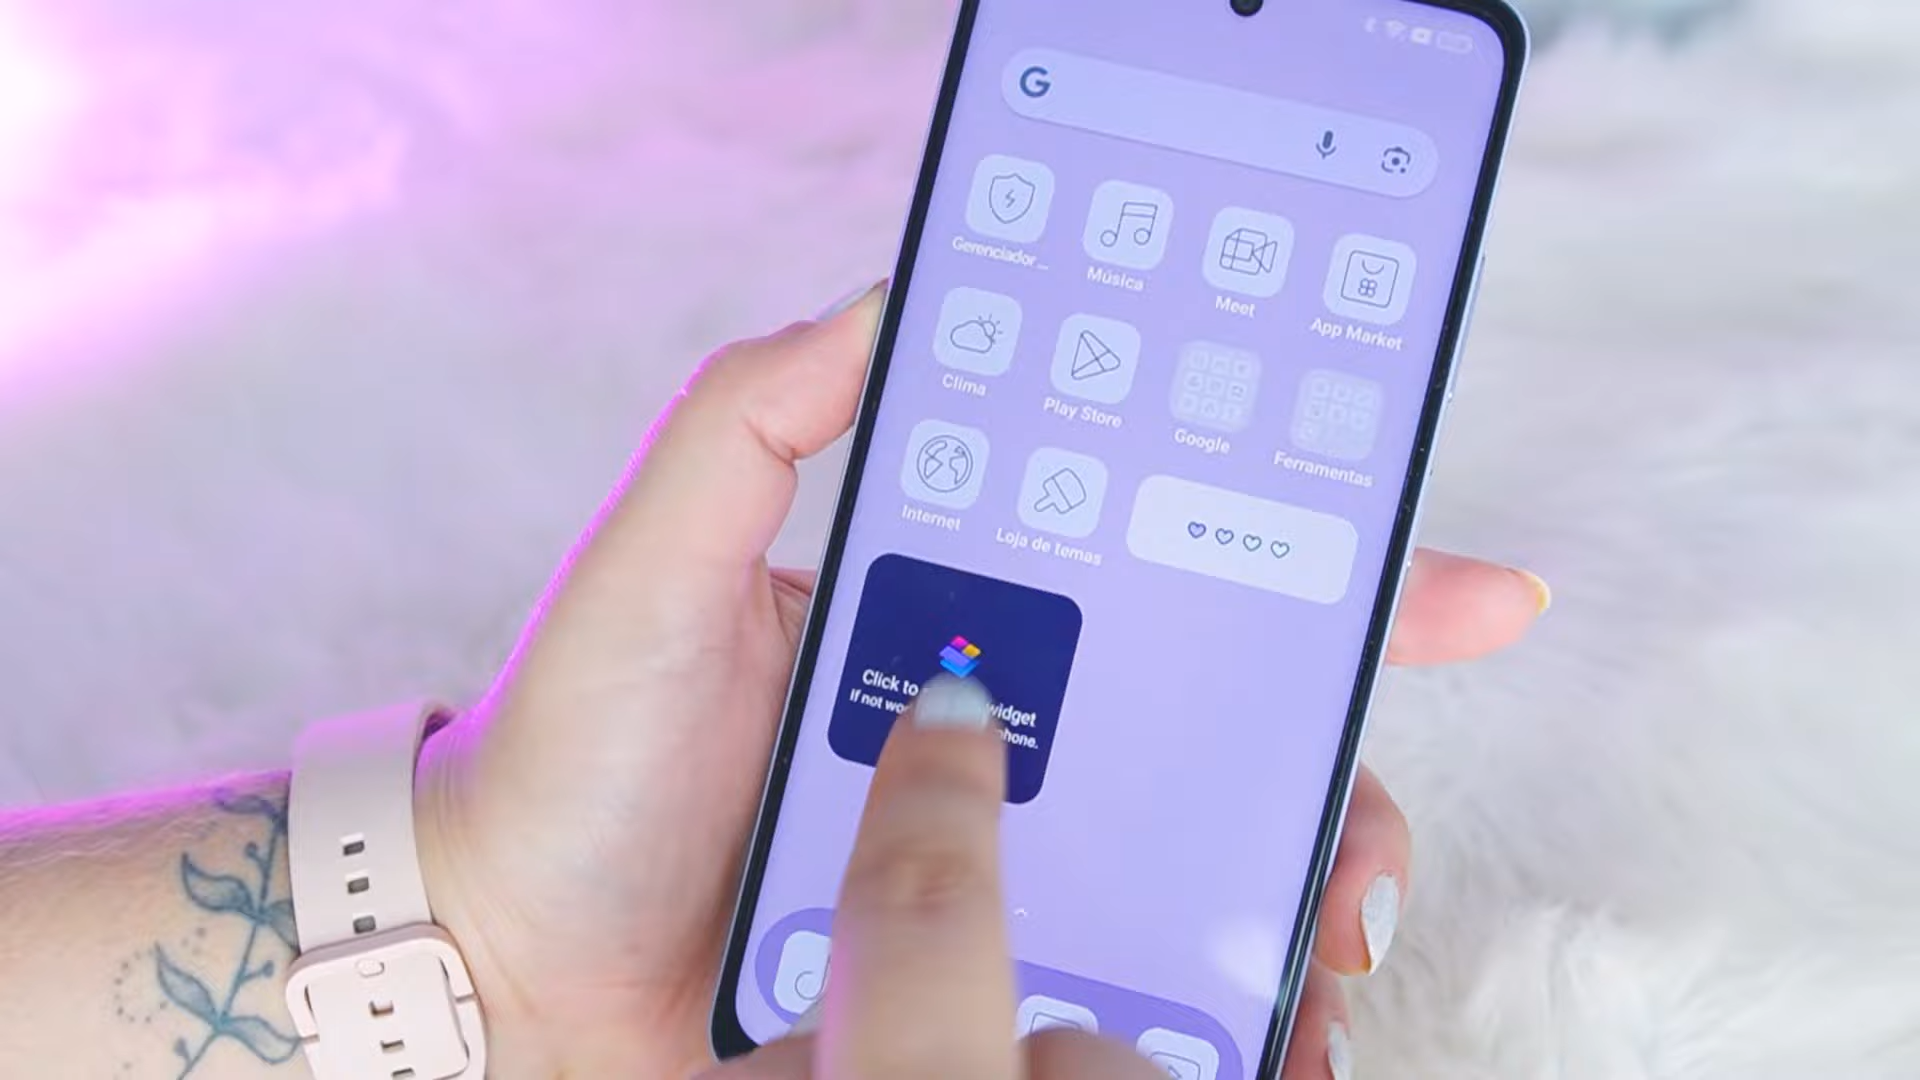 G
Gerenciador...
Música
Meet
App Market
Clima
Play Store
Google
Ferramentas
Internet
Loja de temas
Click to widget
If not phone.